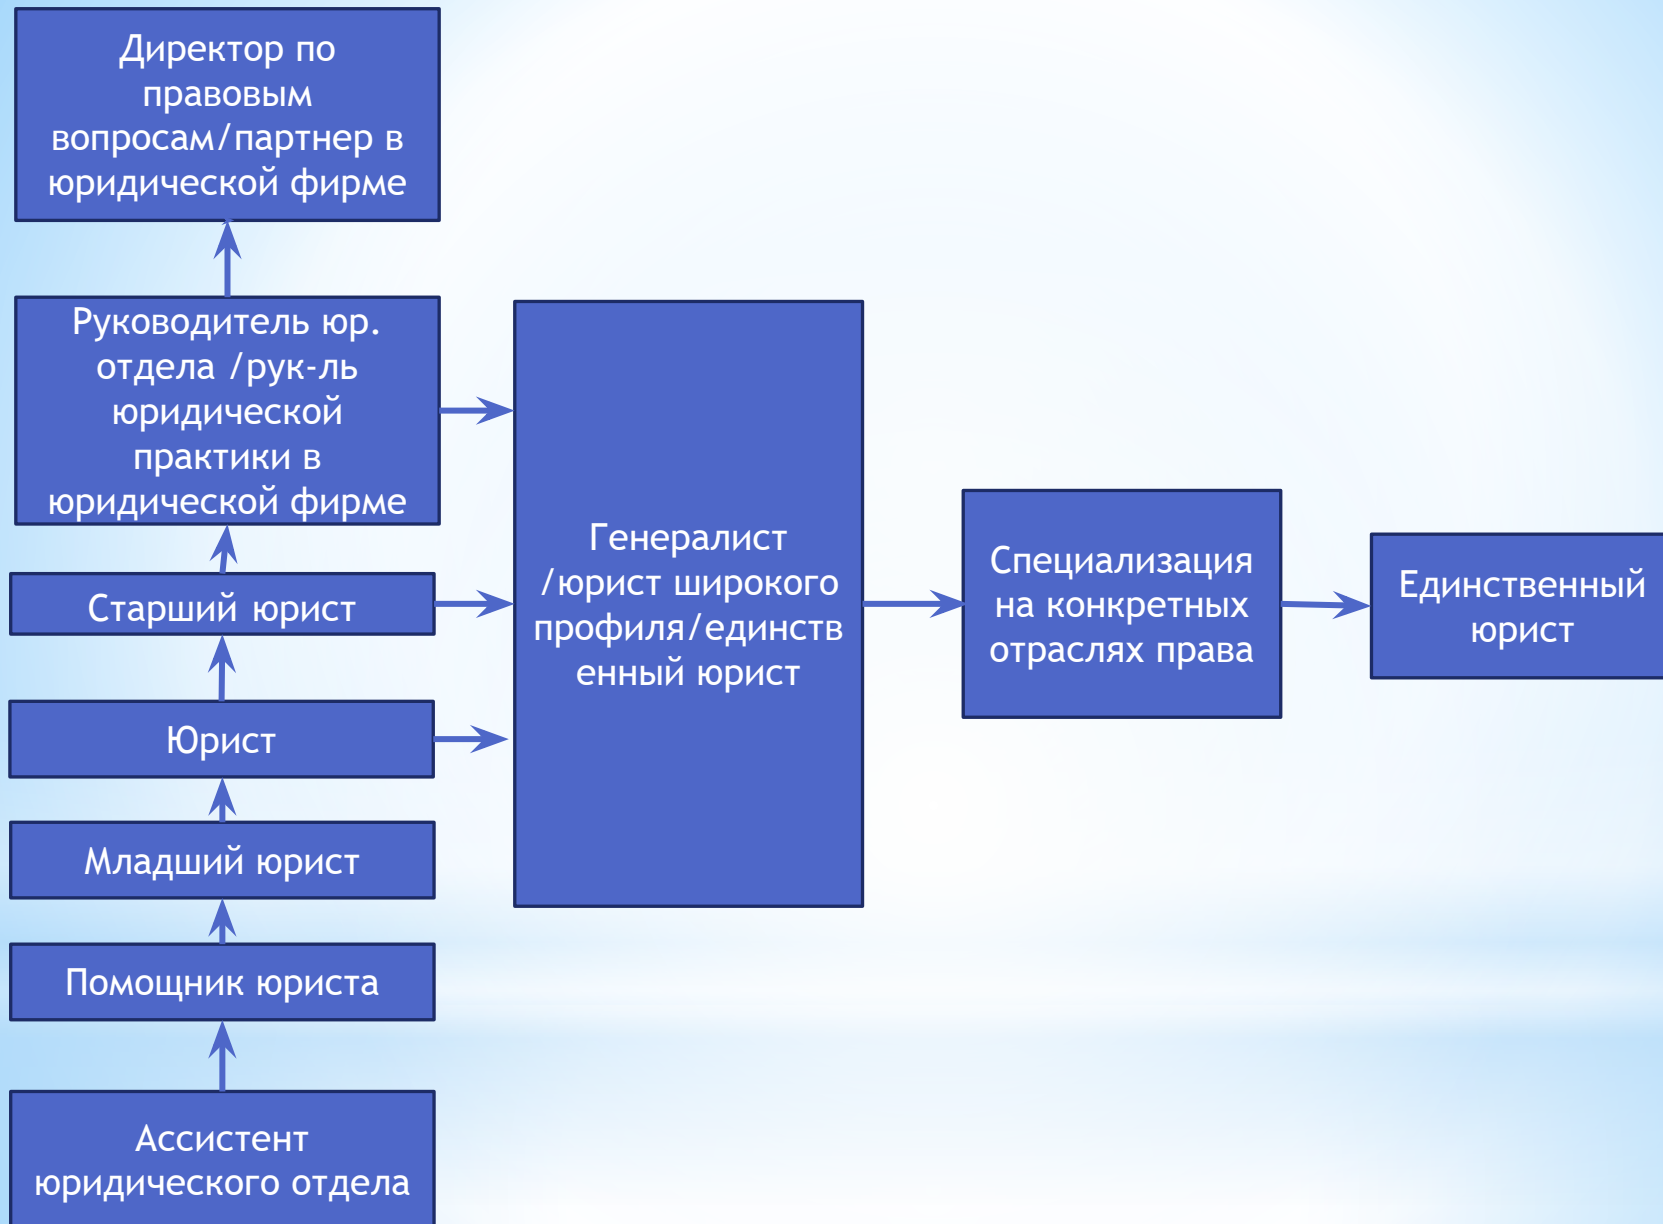 Директор по
правовым
вопросам/партнер в
юридической фирме
Руководитель юр.
отдела /рук-ль
юридической
практики в
юридической фирме
Старший юрист
Юрист
Младший юрист
Помощник юриста
Ассистент
юридического отдела
Генералист
/юрист широкого
профиля/единств
енный юрист
Специализация
на конкретных
отраслях права
Единственный
юрист